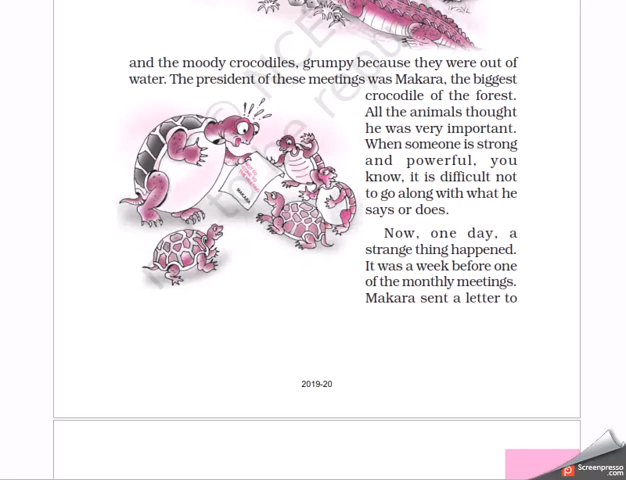 and the moody crocodiles, grumpy because they were out of
water. The president of these meetings was Makara, the biggest
crocodile of the forest.
All the animals thought
he was very important.
When someone is strong
and powerful, you
know, it is difficult not
to go along with what he
says or does.
Now, one day, a
strange thing happened.
It was a week before one
of the monthly meetings.
Makara sent a letter to
MAKARA
2019-20
Screenpresso
.com